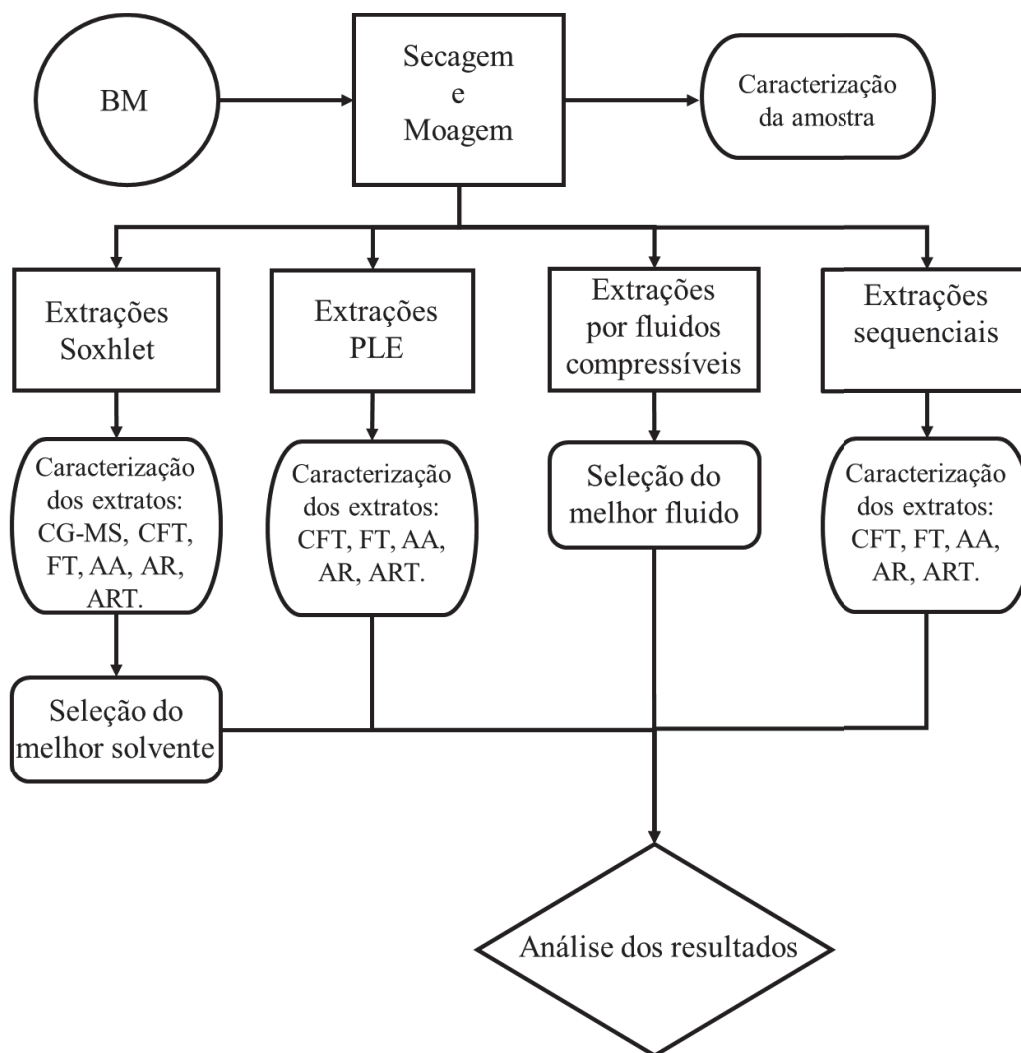 BM
Secagem
e
Moagem
Caracterização
da amostra
Extrações
Soxhlet
Extrações
PLE
Extrações
por fluidos
compressíveis
Extrações
sequenciais
Caracterização
dos extratos:
CG-MS, CFT,
FT, AA, AR,
ART.
Caracterização
dos extratos:
CFT, FT, AA,
AR, ART.
Seleção do
melhor fluido
Caracterização
dos extratos:
CFT, FT, AA,
AR, ART.
Seleção do
melhor solvente
Análise dos resultados